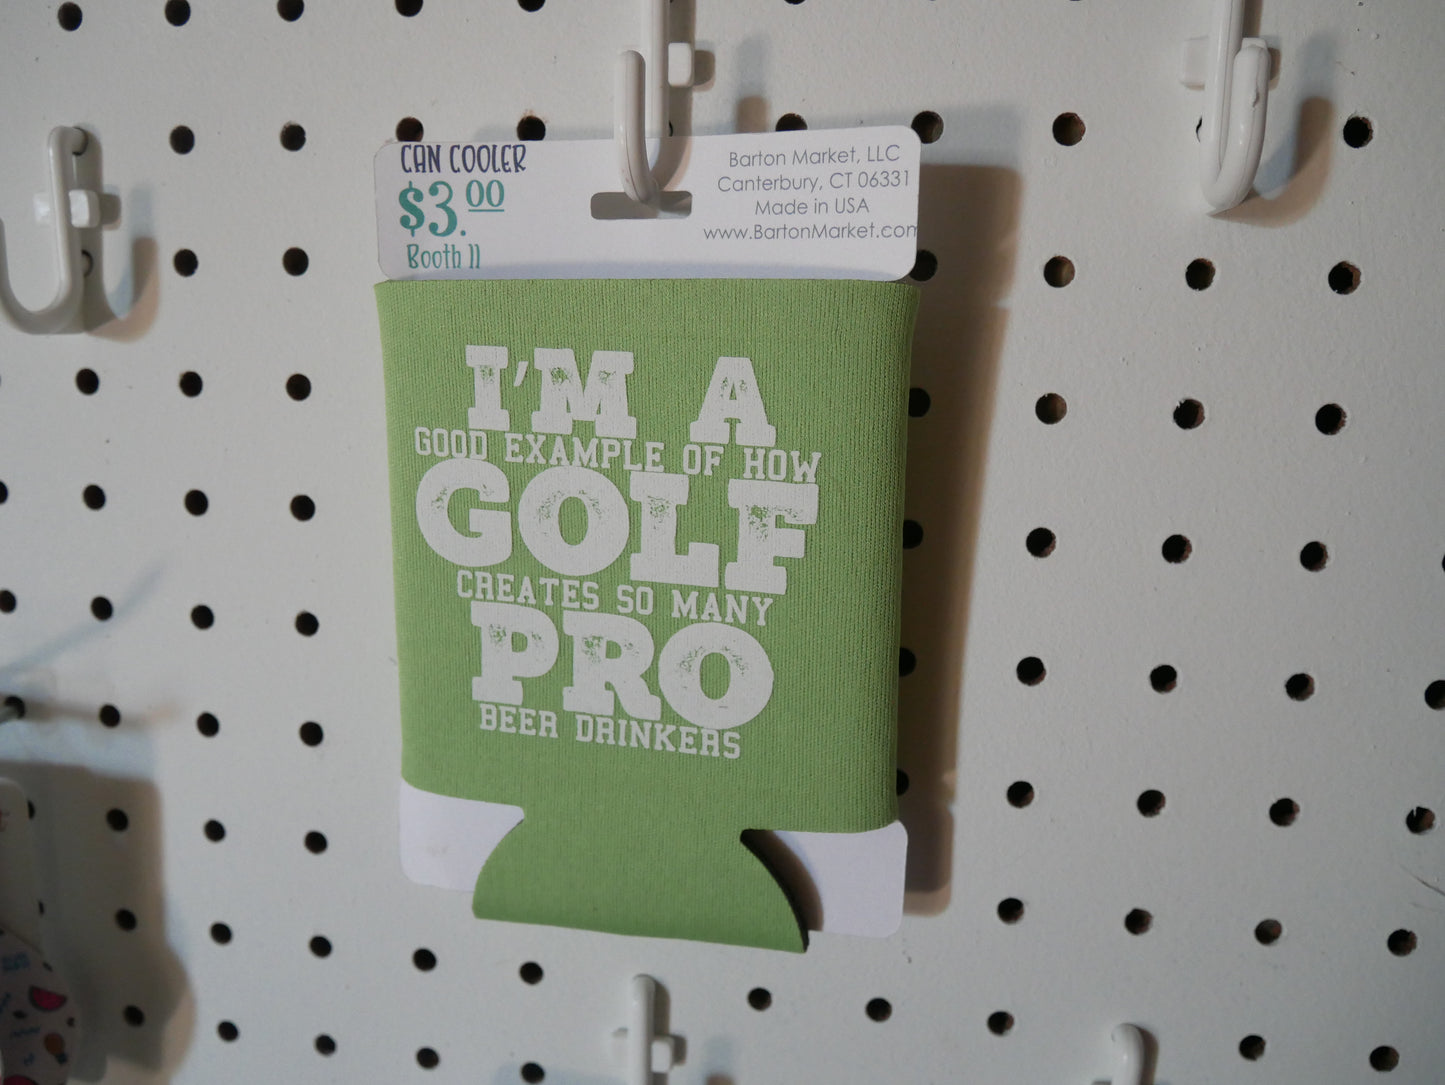 CAN COOLER
$3.00
Booth 11
Barton Market, LLC
Canterbury, CT 06331
Made in USA
www.BartonMarket.com
I'M A
GOOD EXAMPLE OF HOW
GOLF
CREATES SO MANY
PRO
BEER DRINKERS